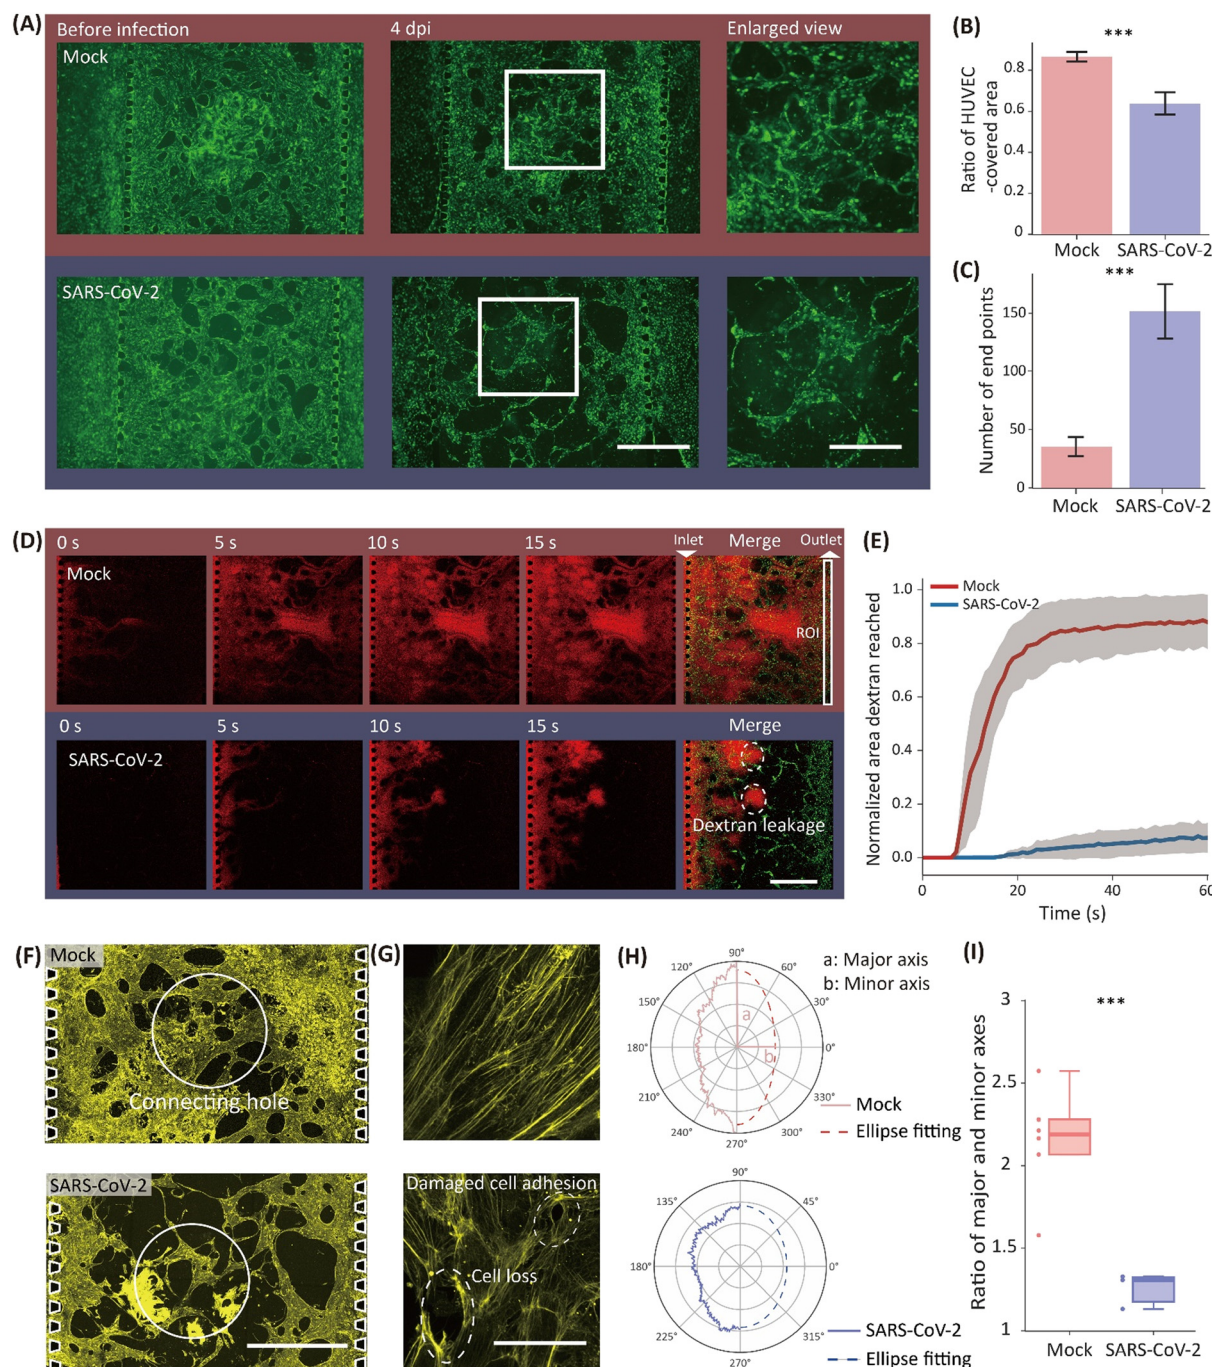 (A)
Before infection
4 dpi
Enlarged view
Mock
SARS-CoV-2
(B)
***
Ratio of HUVEC
-covered area
0.8
0.6
0.4
0.2
0
Mock
SARS-CoV-2
(C)
***
Number of end points
150
100
50
0
Mock
SARS-CoV-2
(D)
0 s
5 s
10 s
15 s
Inlet
Merge
Outlet
Mock
ROI
0 s
5 s
10 s
15 s
Merge
SARS-CoV-2
Dextran leakage
(E)
Normalized area dextran reached
1.0
0.8
0.6
0.4
0.2
0.0
Mock
SARS-CoV-2
0
20
40
60
Time (s)
(F)
Mock
Connecting hole
SARS-CoV-2
(G)
Damaged cell adhesion
Cell loss
(H)
90°
120°
60°
150°
30°
180°
0°
210°
330°
240°
300°
270°
a
b
a: Major axis
b: Minor axis
Mock
Ellipse fitting
90°
135°
45°
180°
0°
225°
315°
270°
SARS-CoV-2
Ellipse fitting
(I)
***
Ratio of major and minor axes
3
2.5
2
1.5
1
Mock
SARS-CoV-2